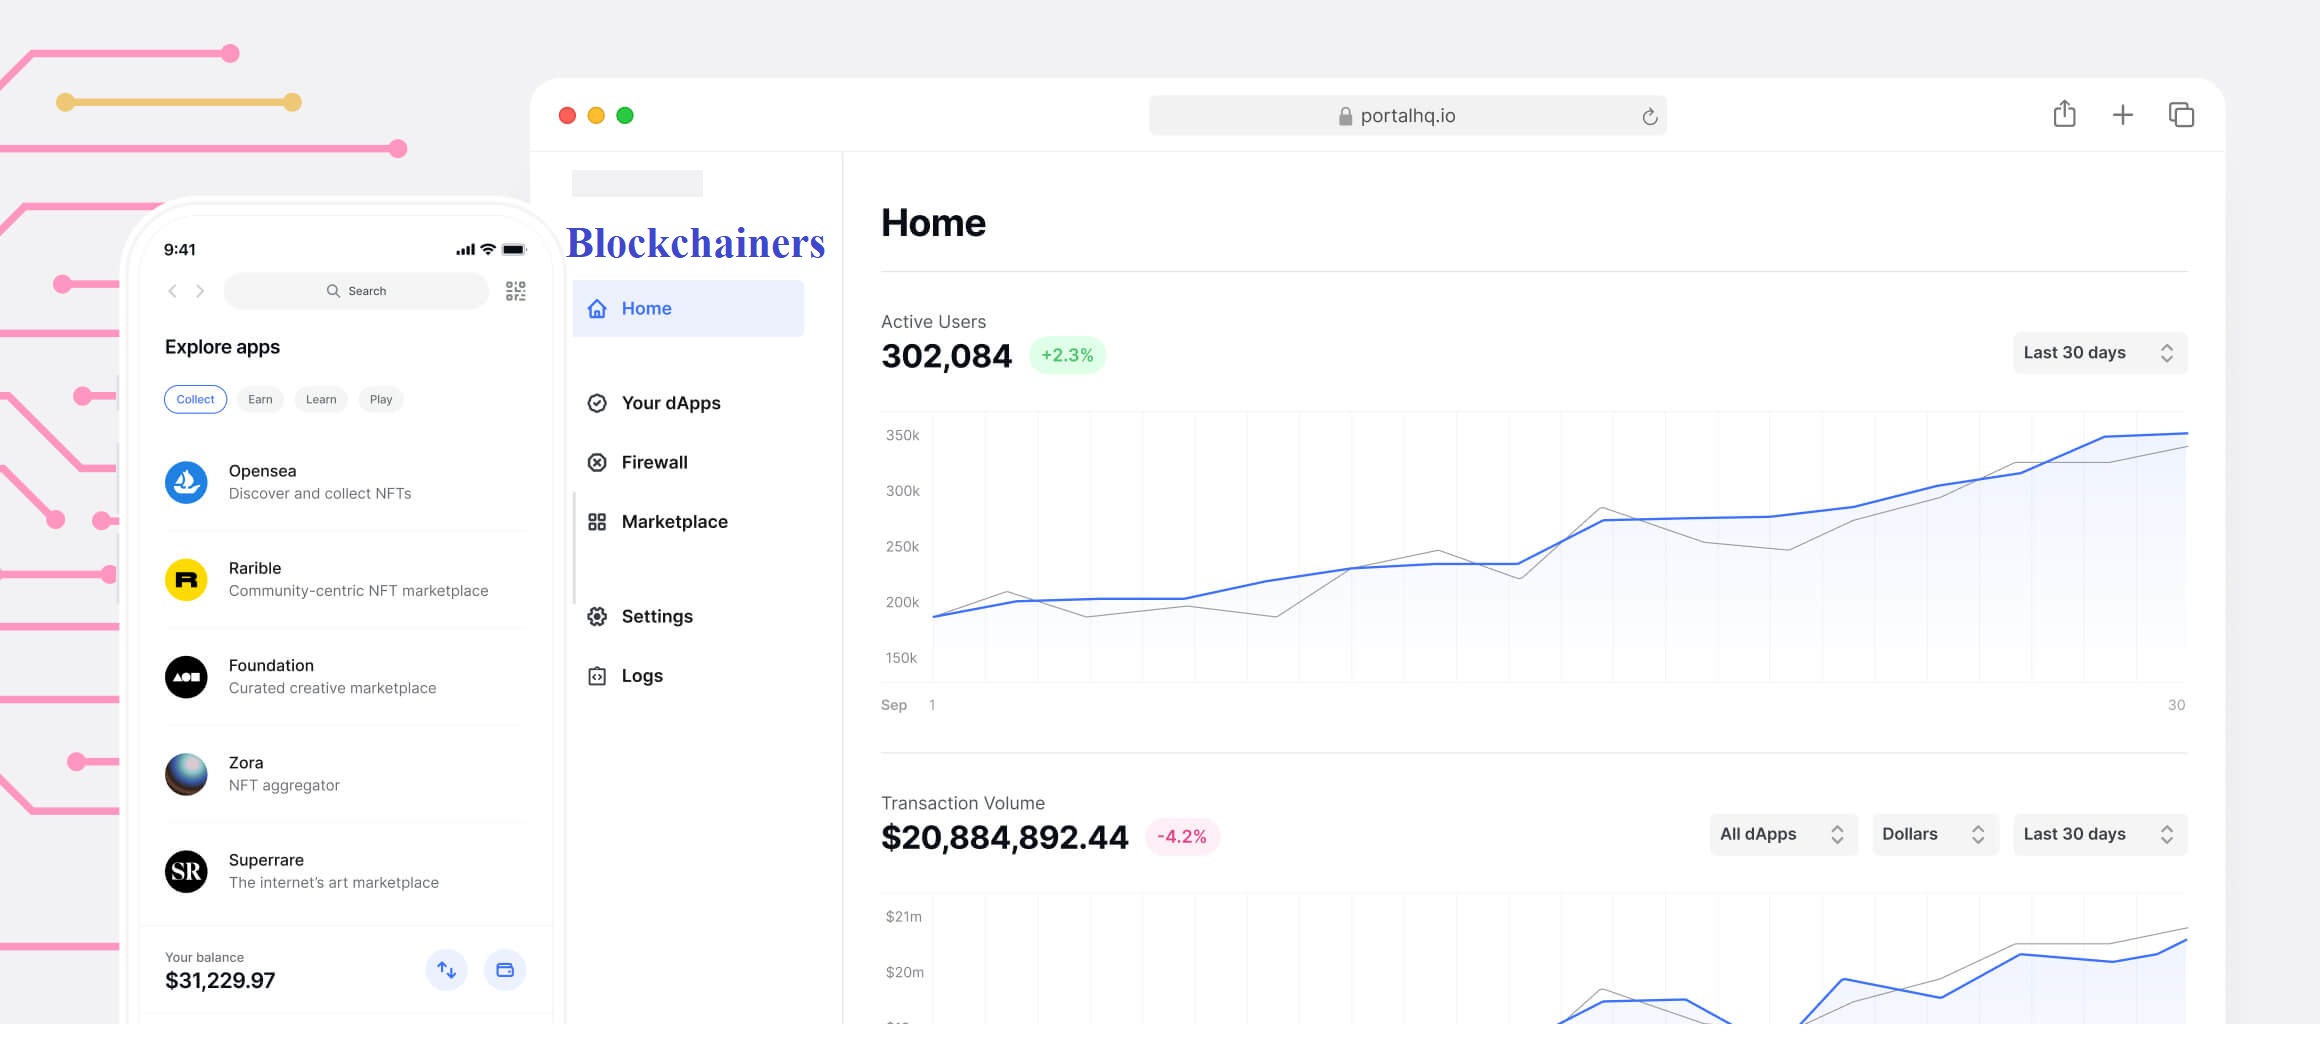 portalhq.io
9:41
Search
Explore apps
Collect
Earn
Learn
Play
Opensea
Discover and collect NFTs
Rarible
Community-centric NFT marketplace
Foundation
Curated creative marketplace
Zora
NFT aggregator
SR
Superrare
The internet's art marketplace
Your balance
$31,229.97
Blockchainers
Home
Your dApps
Firewall
Marketplace
Settings
Logs
Home
Active Users
302,084 +2.3%
Last 30 days
350k
300k
250k
200k
150k
Sep 1 30
Transaction Volume
$20,884,892.44 -4.2%
All dApps
Dollars
Last 30 days
$21m
$20m